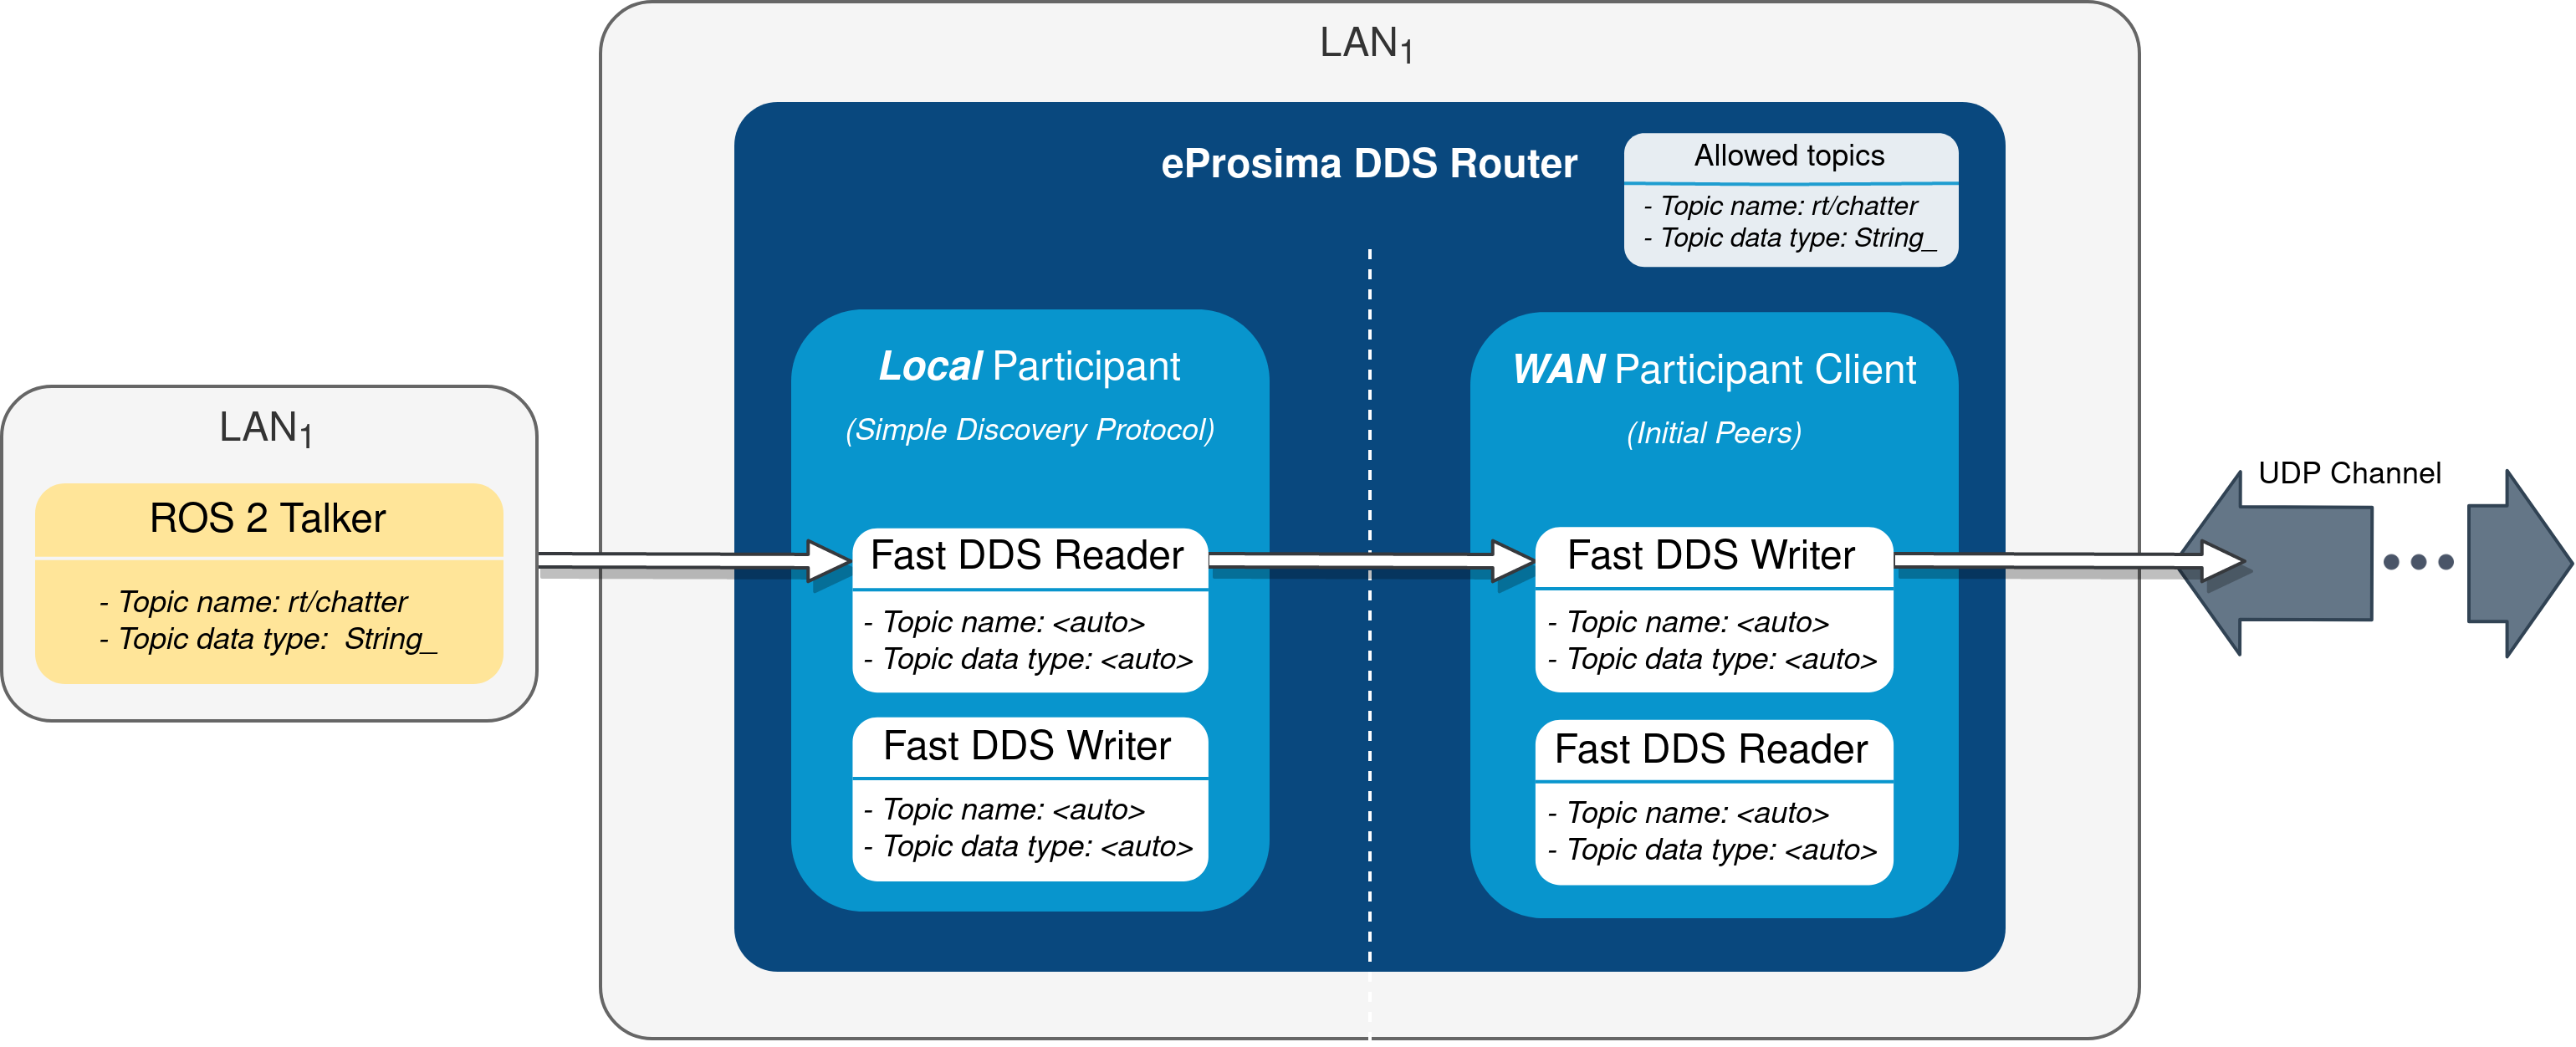 LAN1
eProsima DDS Router
Allowed topics
- Topic name: rt/chatter
- Topic data type: String_
LAN1
ROS 2 Talker
- Topic name: rt/chatter
- Topic data type:  String_
Local Participant
(Simple Discovery Protocol)
Fast DDS Reader
- Topic name: <auto>
- Topic data type: <auto>
Fast DDS Writer
- Topic name: <auto>
- Topic data type: <auto>
WAN Participant Client
(Initial Peers)
Fast DDS Writer
- Topic name: <auto>
- Topic data type: <auto>
Fast DDS Reader
- Topic name: <auto>
- Topic data type: <auto>
UDP Channel